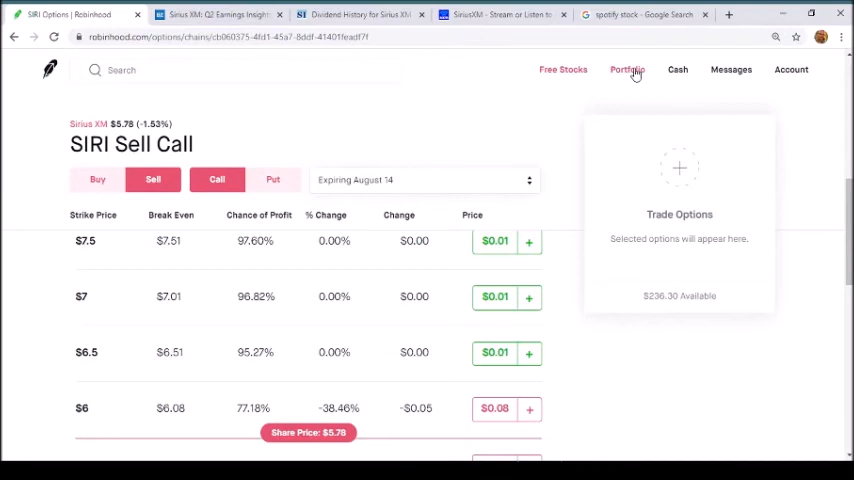 SIRI Options | Robinhood
Sirius XM: Q2 Earnings Insights
Dividend History for Sirius XM
SiriusXM - Stream or Listen to
spotify stock - Google Search
robinhood.com/options/chains/cb060375-4fd1-45a7-8ddf-41401feadf7f
Search
Free Stocks
Portfolio
Cash
Messages
Account
Sirius XM $5.78 (-1.53%)
SIRI Sell Call
Buy Sell Call Put Expiring August 14
Strike Price Break Even Chance of Profit % Change Change Price
$7.5 $7.51 97.60% 0.00% $0.00 $0.01 +
$7 $7.01 96.82% 0.00% $0.00 $0.01 +
$6.5 $6.51 95.27% 0.00% $0.00 $0.01 +
$6 $6.08 77.18% -38.46% -$0.05 $0.08 +
Share Price: $5.78
Trade Options
Selected options will appear here.
$236.30 Available